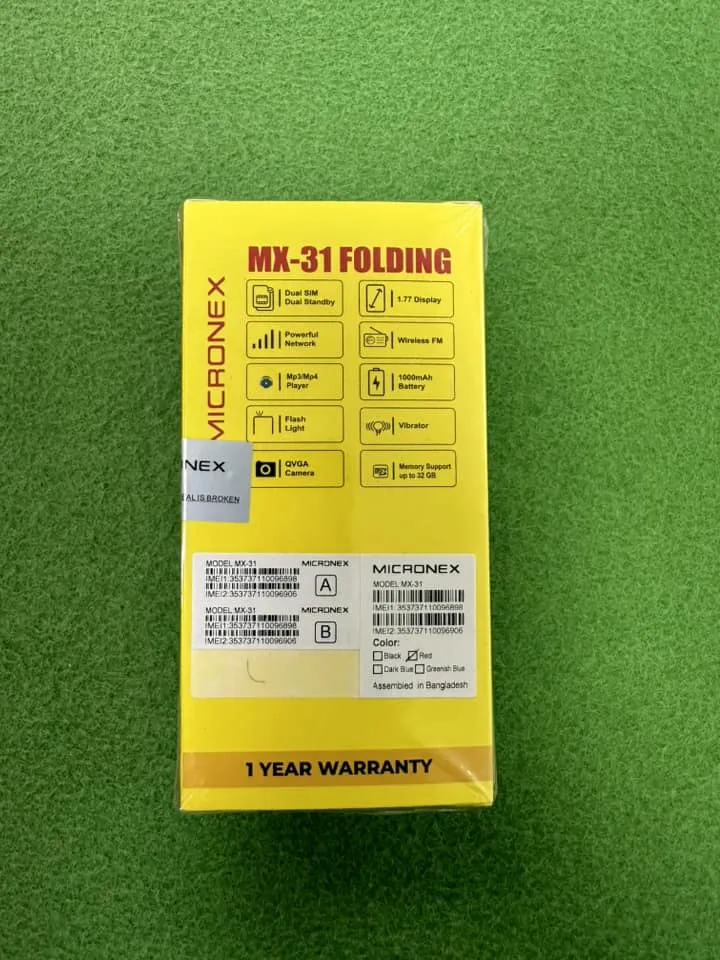 MX-31 FOLDING
MICRONEX
Dual SIM
Dual Standby
1.77 Display
Powerful
Network
Wireless FM
Mp3/Mp4
Player
1000mAh
Battery
Flash
Light
Vibrator
QVGA
Camera
Memory Support
up to 32 GB
NEX
EAL IS BROKEN
MODEL:MX-31
MICRONEX
IMEI1:353737110096898
IMEI2:353737110096906
A
MODEL:MX-31
MICRONEX
IMEI1:353737110096898
IMEI2:353737110096906
B
MICRONEX
MODEL:MX-31
IMEI1:353737110096898
IMEI2:353737110096906
Color:
Black Red
Dark Blue Greenish Blue
Assembled in Bangladesh
1 YEAR WARRANTY